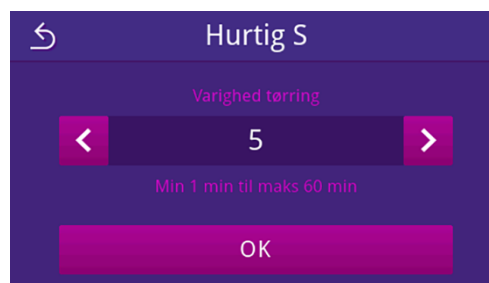 Hurtig S
Varighed tørring
5
Min 1 min til maks 60 min
OK